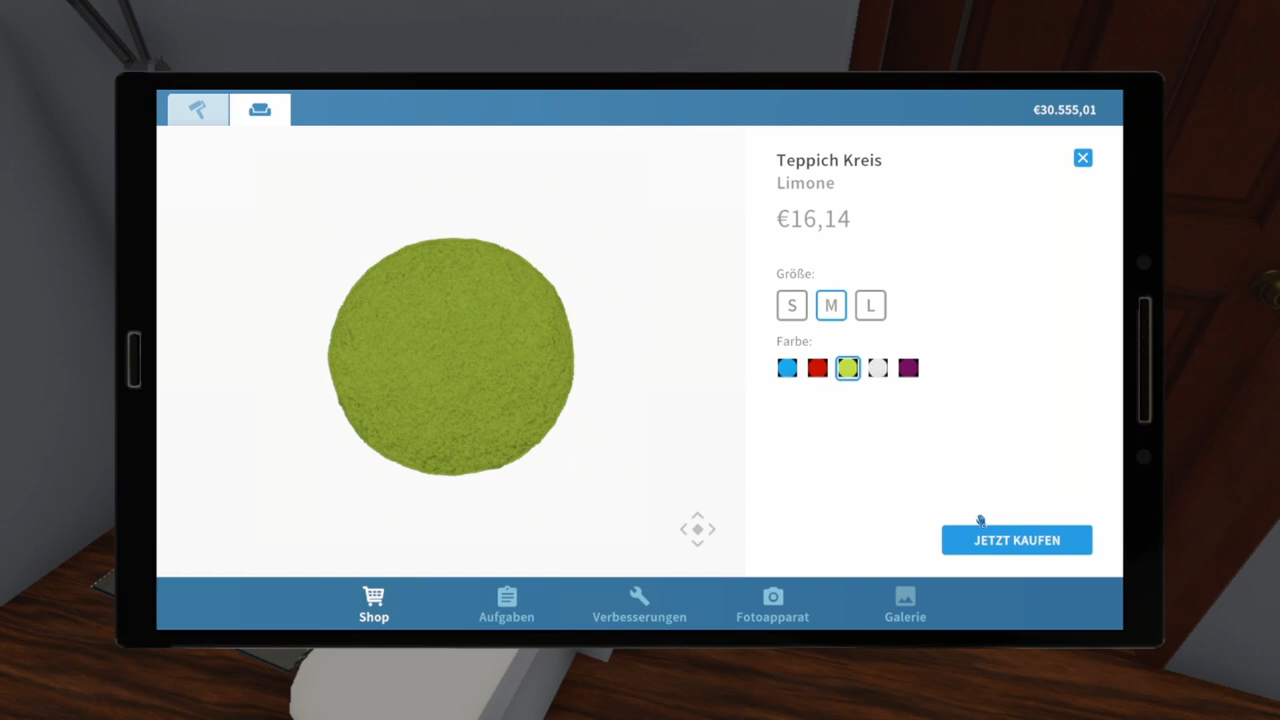 €30.555,01
Teppich Kreis
Limone
€16,14
Größe:
S M L
Farbe:
JETZT KAUFEN
Shop Aufgaben Verbesserungen Fotoapparat Galerie